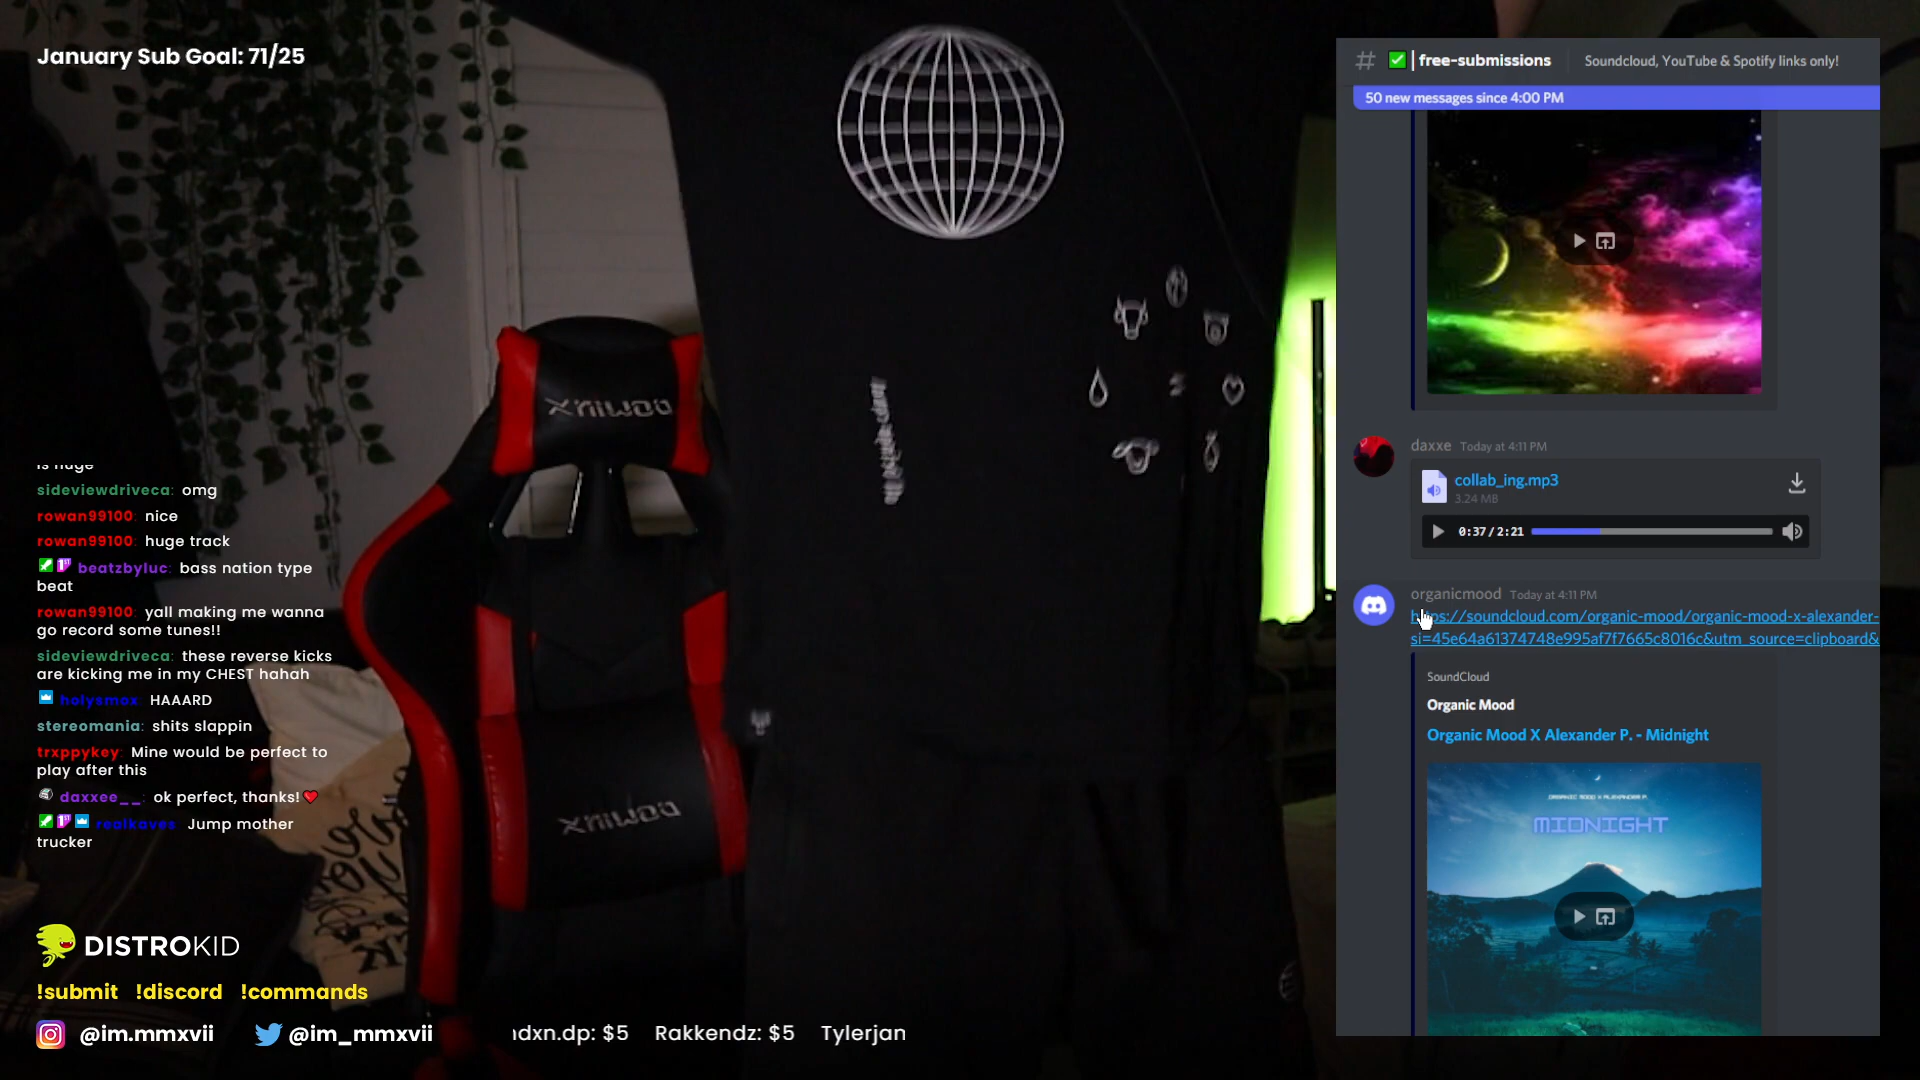 January Sub Goal: 71/25
sideviewdriveca: omg
rowan99100: nice
rowan99100: huge track
beatzbyluc: bass nation type
beat
rowan99100: yall making me wanna
go record some tunes!!
sideviewdriveca: these reverse kicks
are kicking me in my CHEST hahah
holysmox: HAAARD
stereomania: shits slappin
trxppykey: Mine would be perfect to
play after this
daxxee__: ok perfect, thanks!
realkaves: Jump mother
trucker
DISTROKID
!submit !discord !commands
@im.mmxvii @im_mmxvii
dxn.dp: $5 Rakkendz: $5 Tylerjan
# | free-submissions Soundcloud, YouTube & Spotify links only!
50 new messages since 4:00 PM
daxxe Today at 4:11 PM
collab_ing.mp3
3.24 MB
0:37 / 2:21
organicmood Today at 4:11 PM
https://soundcloud.com/organic-mood/organic-mood-x-alexander-
si=45e64a61374748e995af7f7665c8016c&utm_source=clipboard&
SoundCloud
Organic Mood
Organic Mood X Alexander P. - Midnight
ORGANIC MOOD X ALEXANDER P.
MIDNIGHT